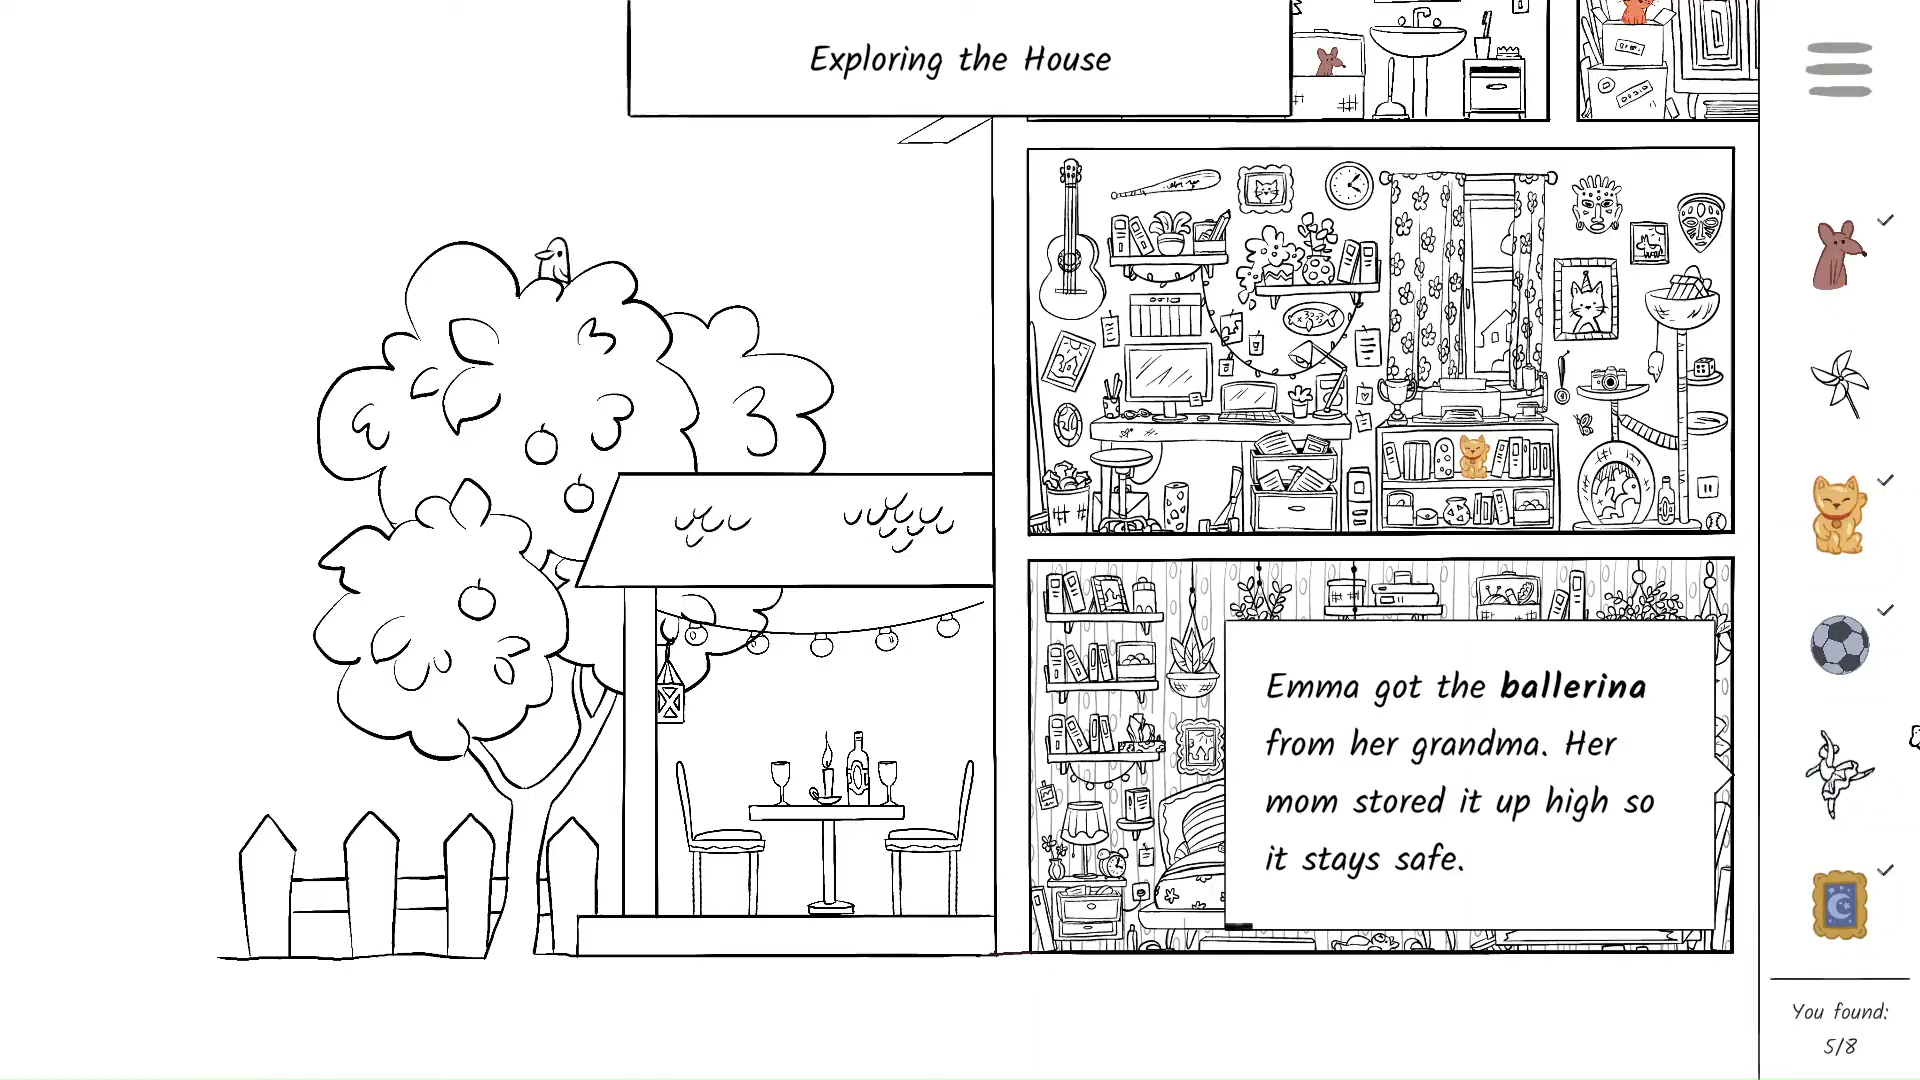 Exploring the House
Emma got the ballerina
from her grandma. Her
mom stored it up high so
it stays safe.
You found:
5/8